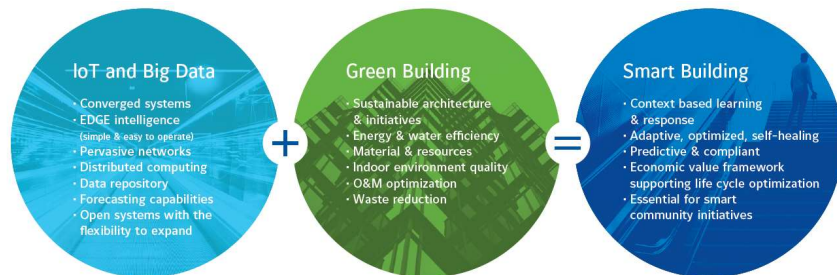 IoT and Big Data
· Converged systems
· EDGE intelligence
(simple & easy to operate)
· Pervasive networks
· Distributed computing
· Data repository
· Forecasting capabilities
· Open systems with the
flexibility to expand
+
Green Building
· Sustainable architecture
& initiatives
· Energy & water efficiency
· Material & resources
· Indoor environment quality
· O&M optimization
· Waste reduction
=
Smart Building
· Context based learning
& response
· Adaptive, optimized, self-healing
· Predictive & compliant
· Economic value framework
supporting life cycle optimization
· Essential for smart
community initiatives